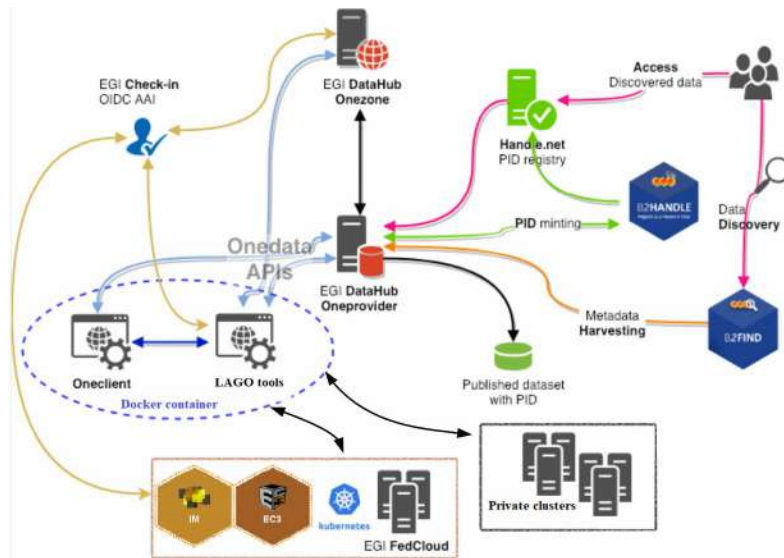 EGI Check-in
OIDC AAI
EGI DataHub
Onezone
Access
Discovered data
Handle.net
PID registry
B2HANDLE
Data
Discovery
PID minting
Onedata
APIs
EGI DataHub
Oneprovider
Metadata
Harvesting
B2FIND
Oneclient
LAGO tools
Docker container
Published dataset
with PID
IM
EC3
kubernetes
EGI FedCloud
Private clusters